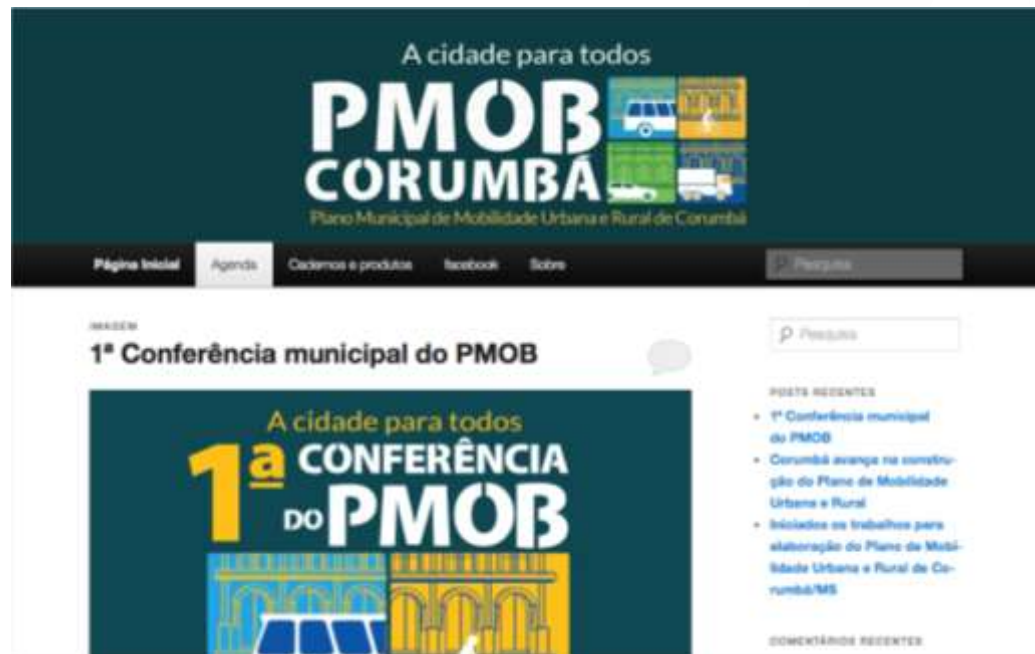 A cidade para todos
PMOB
CORUMBÁ
Plano Municipal de Mobilidade Urbana e Rural de Corumbá
Página Inicial Agenda Cadernos e produtos facebook Sobre Pesquisa
IMAGEM
1ª Conferência municipal do PMOB
Pesquisa
A cidade para todos
1ª CONFERÊNCIA
DO PMOB
POSTS RECENTES
1ª Conferência municipal
do PMOB
Corumbá avança na constru-
ção do Plano de Mobilidade
Urbana e Rural
Iniciados os trabalhos para
elaboração do Plano de Mobi-
lidade Urbana e Rural de Co-
rumbá/MS
COMENTÁRIOS RECENTES